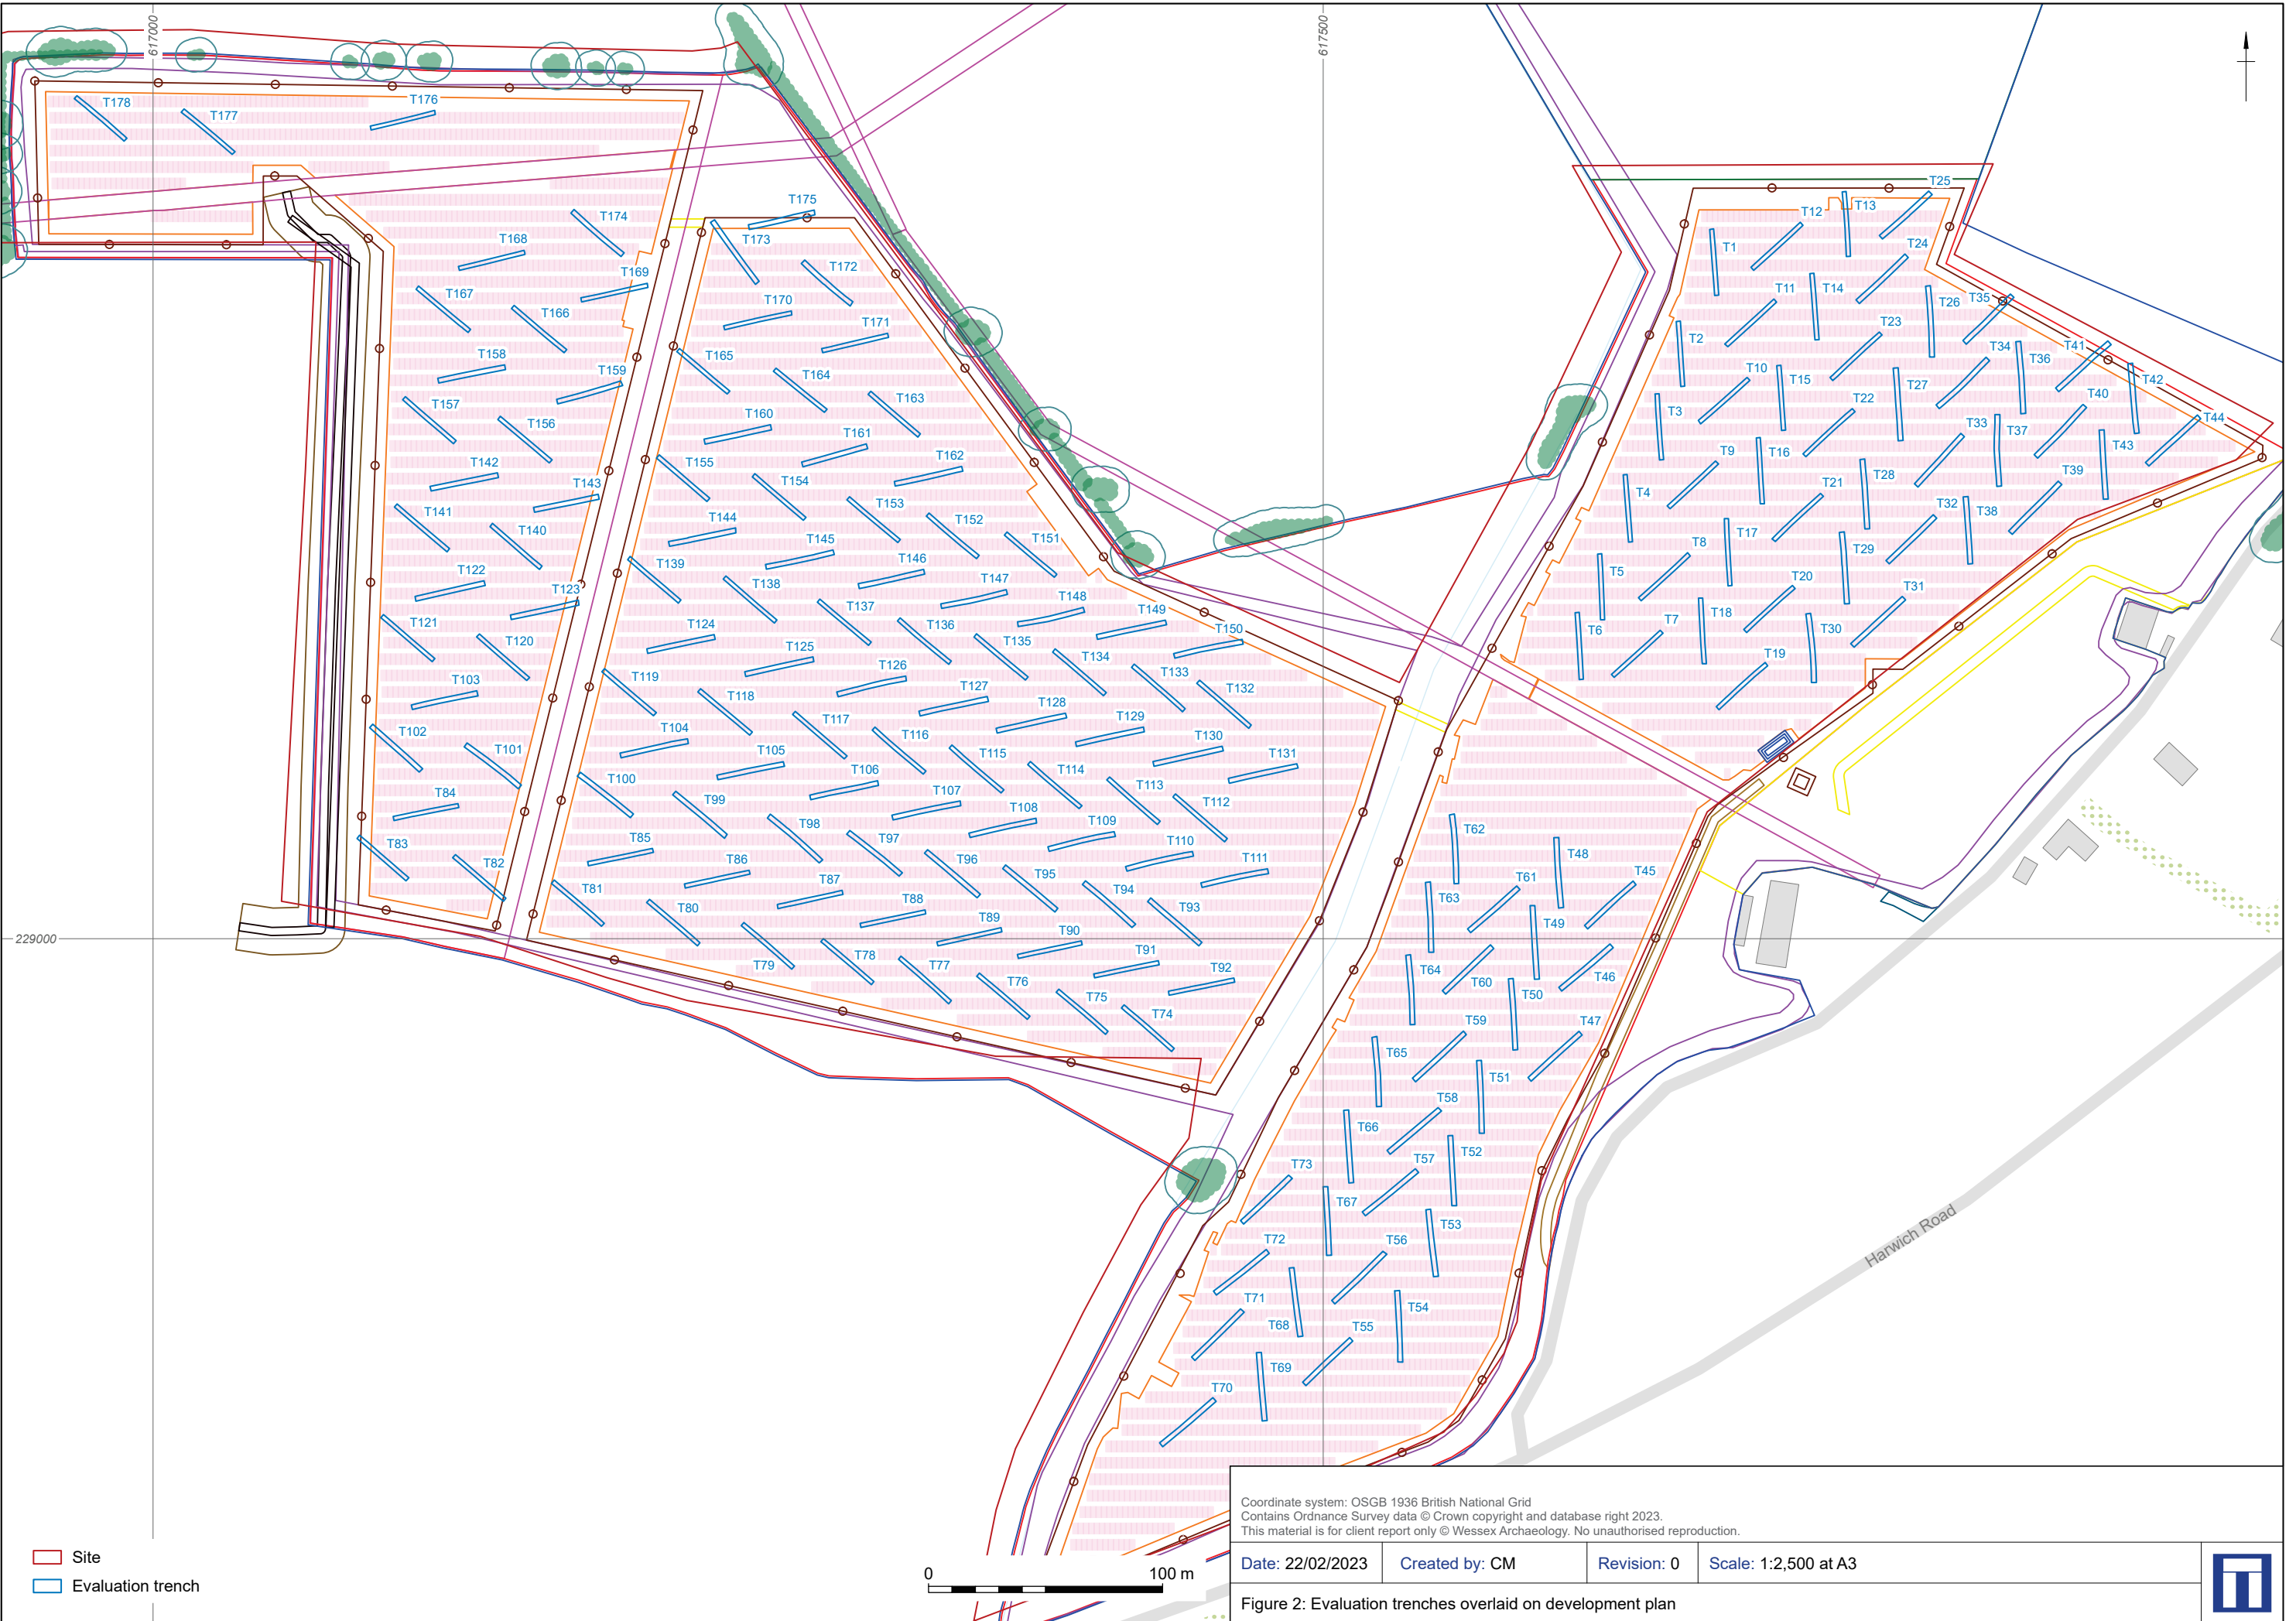 617000
617500
T178
T177
T176
T25
T175
T174
T173
T13
T12
T168
T1
T24
T172
T169
T167
T170
T11
T14
T26
T35
T166
T171
T23
T2
T34
T36
T41
T165
T158
T164
T10
T15
T159
T27
T42
T157
T163
T3
T22
T40
T156
T160
T44
T161
T33
T37
T9
T16
T43
T155
T162
T142
T154
T28
T39
T143
T4
T21
T153
T32
T38
T141
T144
T152
T17
T140
T145
T151
T8
T29
T146
T5
T122
T139
T138
T147
T20
T123
T137
T148
T31
T149
T18
T7
T121
T136
T150
T6
T30
T120
T124
T135
T134
T19
T125
T133
T103
T119
T126
T132
T118
T127
T128
T102
T117
T129
T101
T104
T116
T130
T105
T115
T131
T100
T106
T114
T113
T84
T99
T107
T112
T98
T108
T62
T109
T83
T85
T97
T110
T48
T82
T86
T96
T111
T45
T81
T87
T95
T61
T94
T63
T80
T88
T93
T89
T49
229000
T90
T79
T78
T91
T64
T77
T92
T60
T46
T76
T50
T75
T74
T59
T47
T65
T51
T58
T66
T52
T57
T73
T67
T53
T72
T56
Harwich Road
T71
T54
T68
T55
T69
T70
Coordinate system: OSGB 1936 British National Grid
Contains Ordnance Survey data © Crown copyright and database right 2023.
This material is for client report only © Wessex Archaeology. No unauthorised reproduction.
Site
Evaluation trench
0 100 m
Date: 22/02/2023 Created by: CM Revision: 0 Scale: 1:2,500 at A3
Figure 2: Evaluation trenches overlaid on development plan